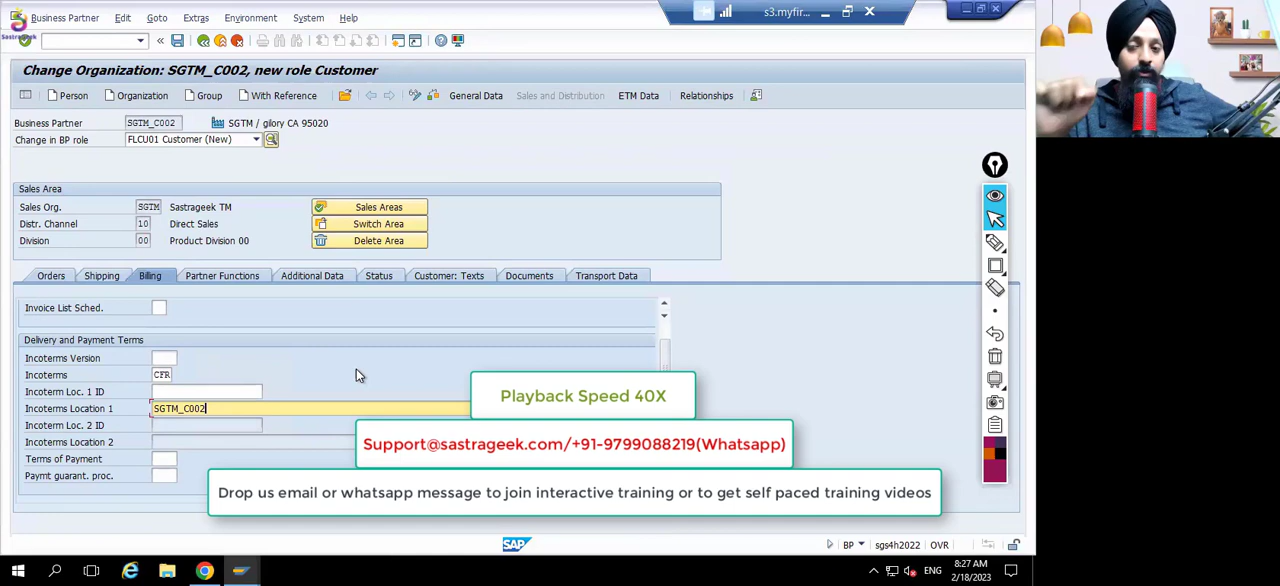 Business Partner Edit Goto Extras Environment System Help
s3.myfir...
Sastrageek
Change Organization: SGTM_C002, new role Customer
Person Organization Group With Reference General Data Sales and Distribution ETM Data Relationships
Business Partner SGTM_C002 SGTM / gilory CA 95020
Change in BP role FLCU01 Customer (New)
Sales Area
Sales Org. SGTM Sastrageek TM Sales Areas
Distr. Channel 10 Direct Sales Switch Area
Division 00 Product Division 00 Delete Area
Orders Shipping Billing Partner Functions Additional Data Status Customer: Texts Documents Transport Data
Invoice List Sched.
Delivery and Payment Terms
Incoterms Version
Incoterms CFR
Incoterm Loc. 1 ID
Incoterms Location 1 SGTM_C002
Incoterm Loc. 2 ID
Incoterms Location 2
Terms of Payment
Paymt guarant. proc.
Playback Speed 40X
Support@sastrageek.com/+91-9799088219(Whatsapp)
Drop us email or whatsapp message to join interactive training or to get self paced training videos
SAP
BP sgs4h2022 OVR
ENG
8:27 AM
2/18/2023